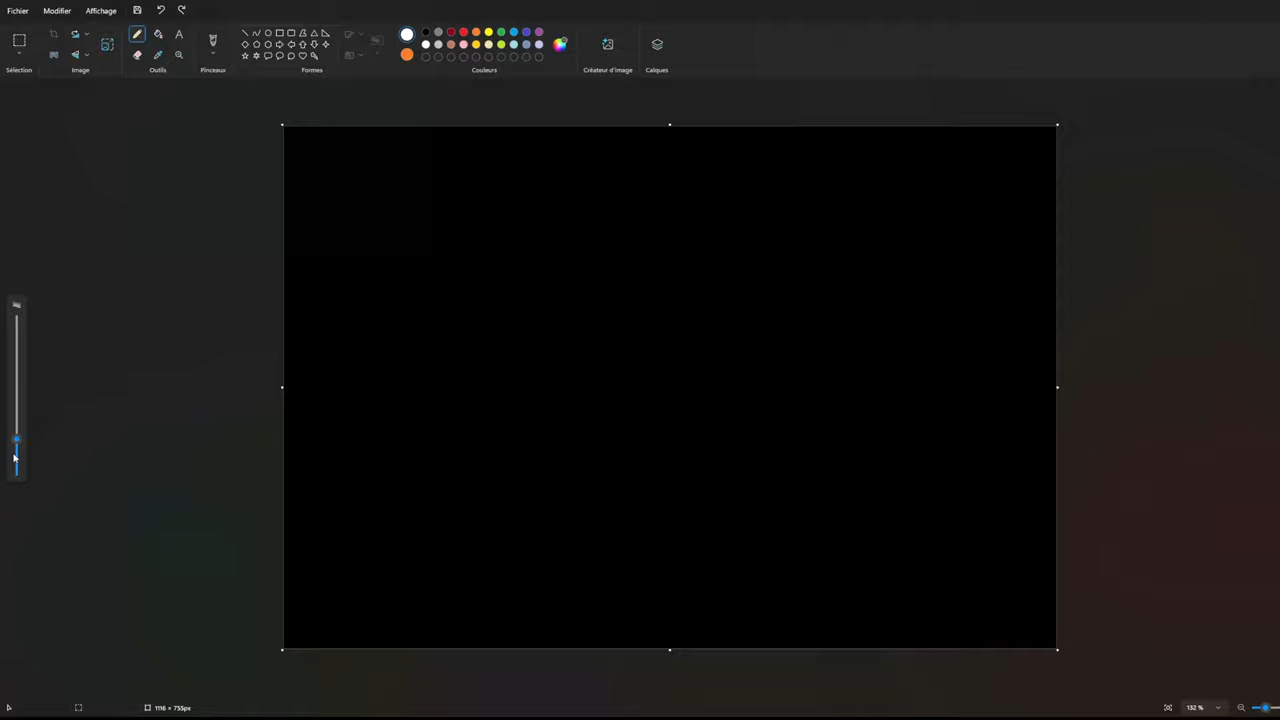 Fichier Modifier Affichage
Sélection Image Outils Pinceaux Formes Couleurs Créateur d'image Calques
1116 × 755px 132 %